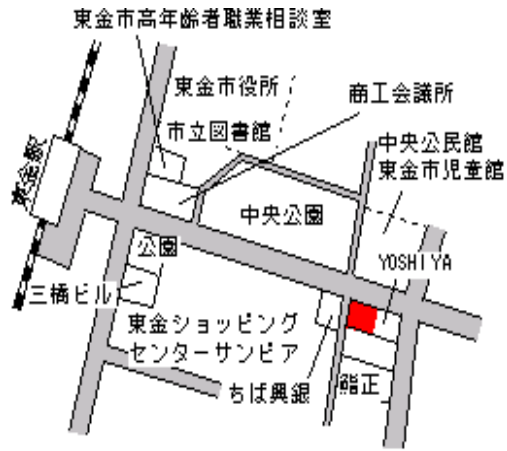 東金市高年齢者職業相談室
東金市役所
商工会議所
市立図書館
中央公民館
東金市児童館
東金駅
中央公園
公園
YOSHIYA
三橋ビル
東金ショッピング
センターサンピア
ちば興銀
鮨正